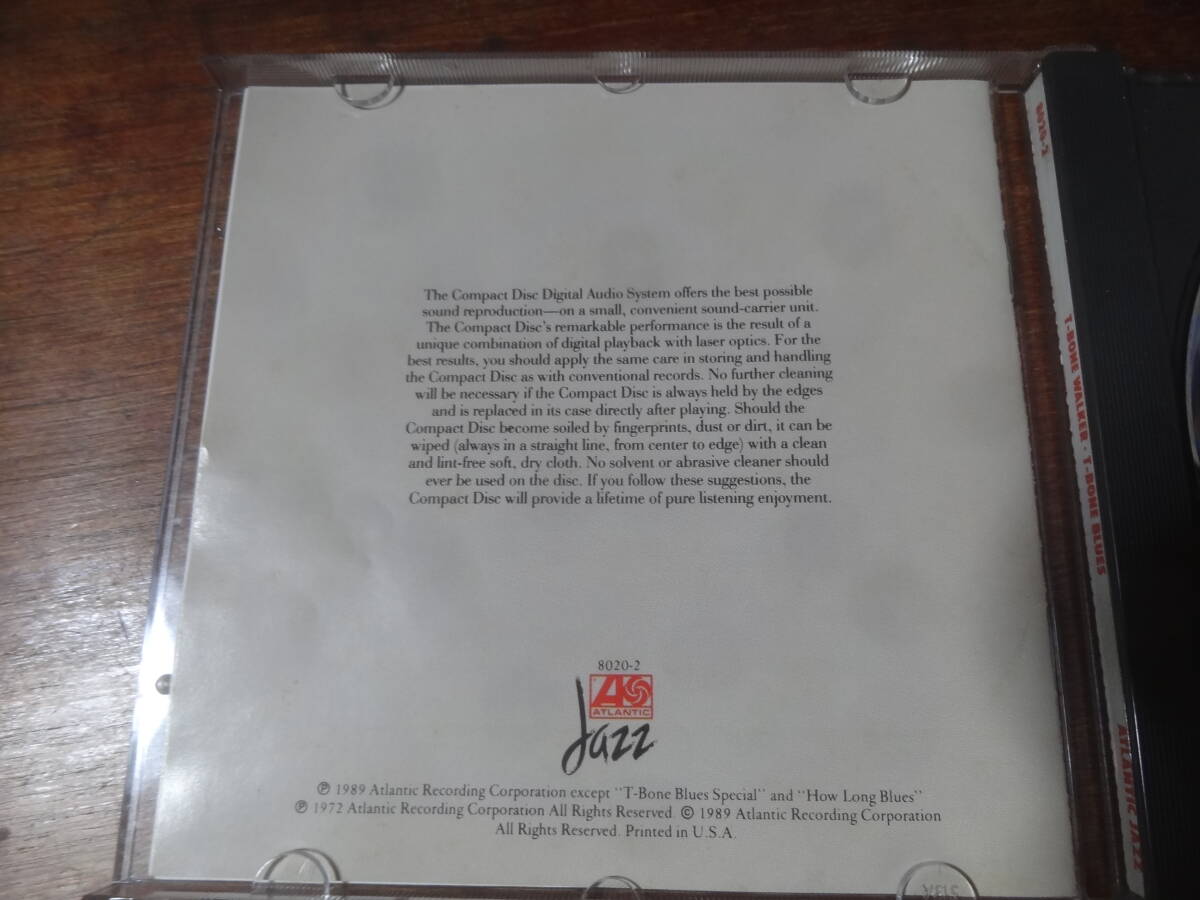 The Compact Disc Digital Audio System offers the best possible
sound reproduction—on a small, convenient sound-carrier unit.
The Compact Disc's remarkable performance is the result of a
unique combination of digital playback with laser optics. For the
best results, you should apply the same care in storing and handling
the Compact Disc as with conventional records. No further cleaning
will be necessary if the Compact Disc is always held by the edges
and is replaced in its case directly after playing. Should the
Compact Disc become soiled by fingerprints, dust or dirt, it can be
wiped (always in a straight line, from center to edge) with a clean
and lint-free soft, dry cloth. No solvent or abrasive cleaner should
ever be used on the disc. If you follow these suggestions, the
Compact Disc will provide a lifetime of pure listening enjoyment.
8020-2
ATLANTIC
Jazz
℗ 1989 Atlantic Recording Corporation except "T-Bone Blues Special" and "How Long Blues"
℗ 1972 Atlantic Recording Corporation All Rights Reserved. © 1989 Atlantic Recording Corporation
All Rights Reserved. Printed in U.S.A.
8020-2
T-BONE WALKER · T-BONE BLUES
ATLANTIC JAZZ